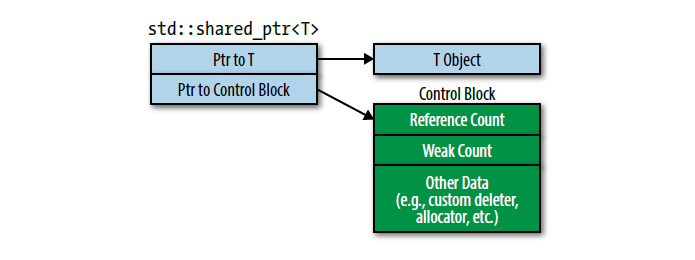 std::shared_ptr<T>
Ptr to T
T Object
Ptr to Control Block
Control Block
Reference Count
Weak Count
Other Data
(e.g., custom deleter,
allocator, etc.)